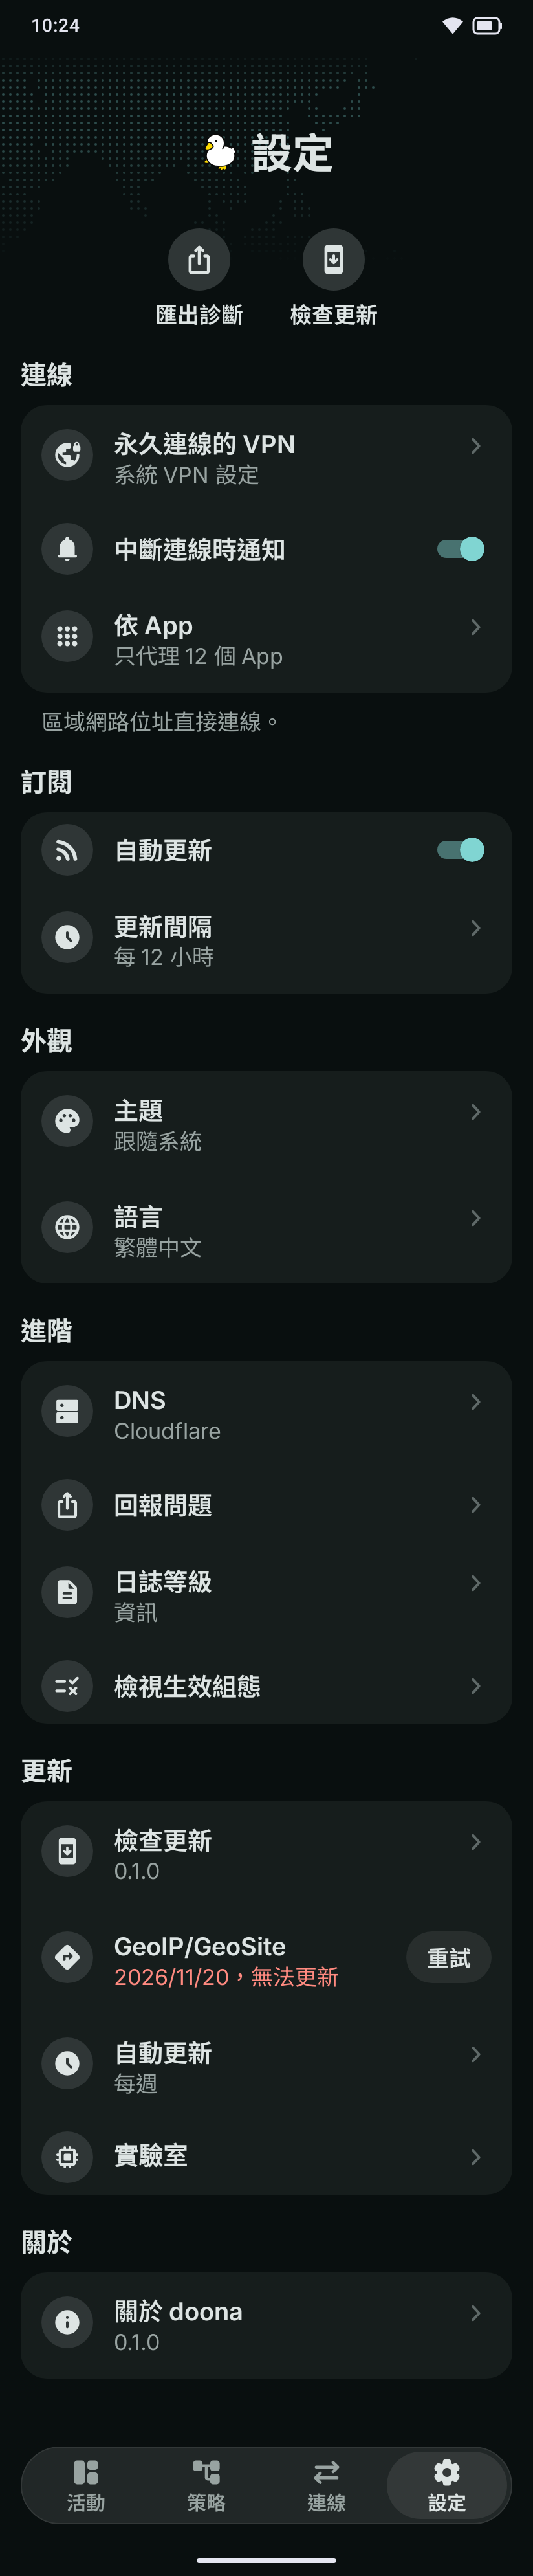 10:24
設定
匯出診斷
檢查更新
連線
永久連線的 VPN
系統 VPN 設定
中斷連線時通知
依 App
只代理 12 個 App
區域網路位址直接連線。
訂閱
自動更新
更新間隔
每 12 小時
外觀
主題
跟隨系統
語言
繁體中文
進階
DNS
Cloudflare
回報問題
日誌等級
資訊
檢視生效組態
更新
檢查更新
0.1.0
GeoIP/GeoSite
2026/11/20，無法更新
重試
自動更新
每週
實驗室
關於
關於 doona
0.1.0
活動
策略
連線
設定